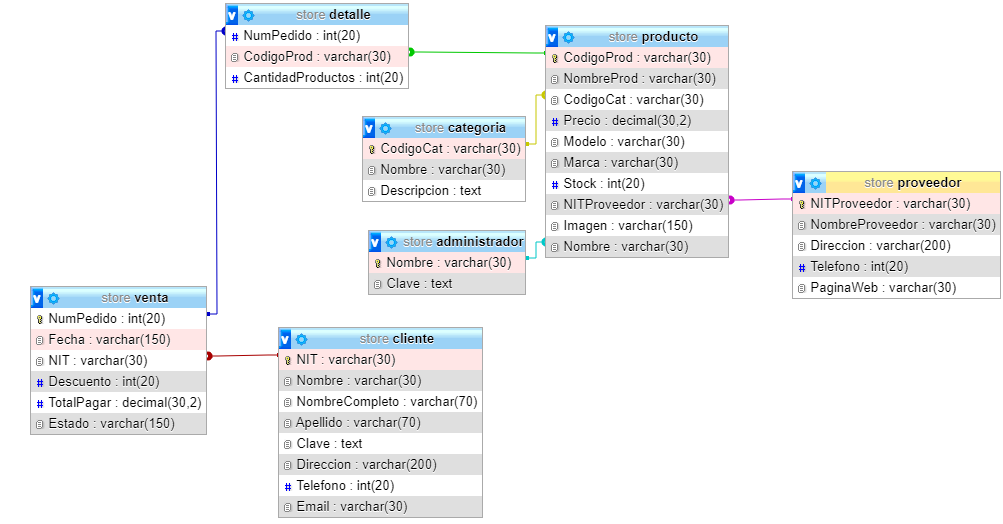 store detalle
NumPedido : int(20)
CodigoProd : varchar(30)
CantidadProductos : int(20)
store producto
CodigoProd : varchar(30)
NombreProd : varchar(30)
CodigoCat : varchar(30)
Precio : decimal(30,2)
Modelo : varchar(30)
Marca : varchar(30)
Stock : int(20)
NITProveedor : varchar(30)
Imagen : varchar(150)
Nombre : varchar(30)
store categoria
CodigoCat : varchar(30)
Nombre : varchar(30)
Descripcion : text
store proveedor
NITProveedor : varchar(30)
NombreProveedor : varchar(30)
Direccion : varchar(200)
Telefono : int(20)
PaginaWeb : varchar(30)
store administrador
Nombre : varchar(30)
Clave : text
store venta
NumPedido : int(20)
Fecha : varchar(150)
NIT : varchar(30)
Descuento : int(20)
TotalPagar : decimal(30,2)
Estado : varchar(150)
store cliente
NIT : varchar(30)
Nombre : varchar(30)
NombreCompleto : varchar(70)
Apellido : varchar(70)
Clave : text
Direccion : varchar(200)
Telefono : int(20)
Email : varchar(30)